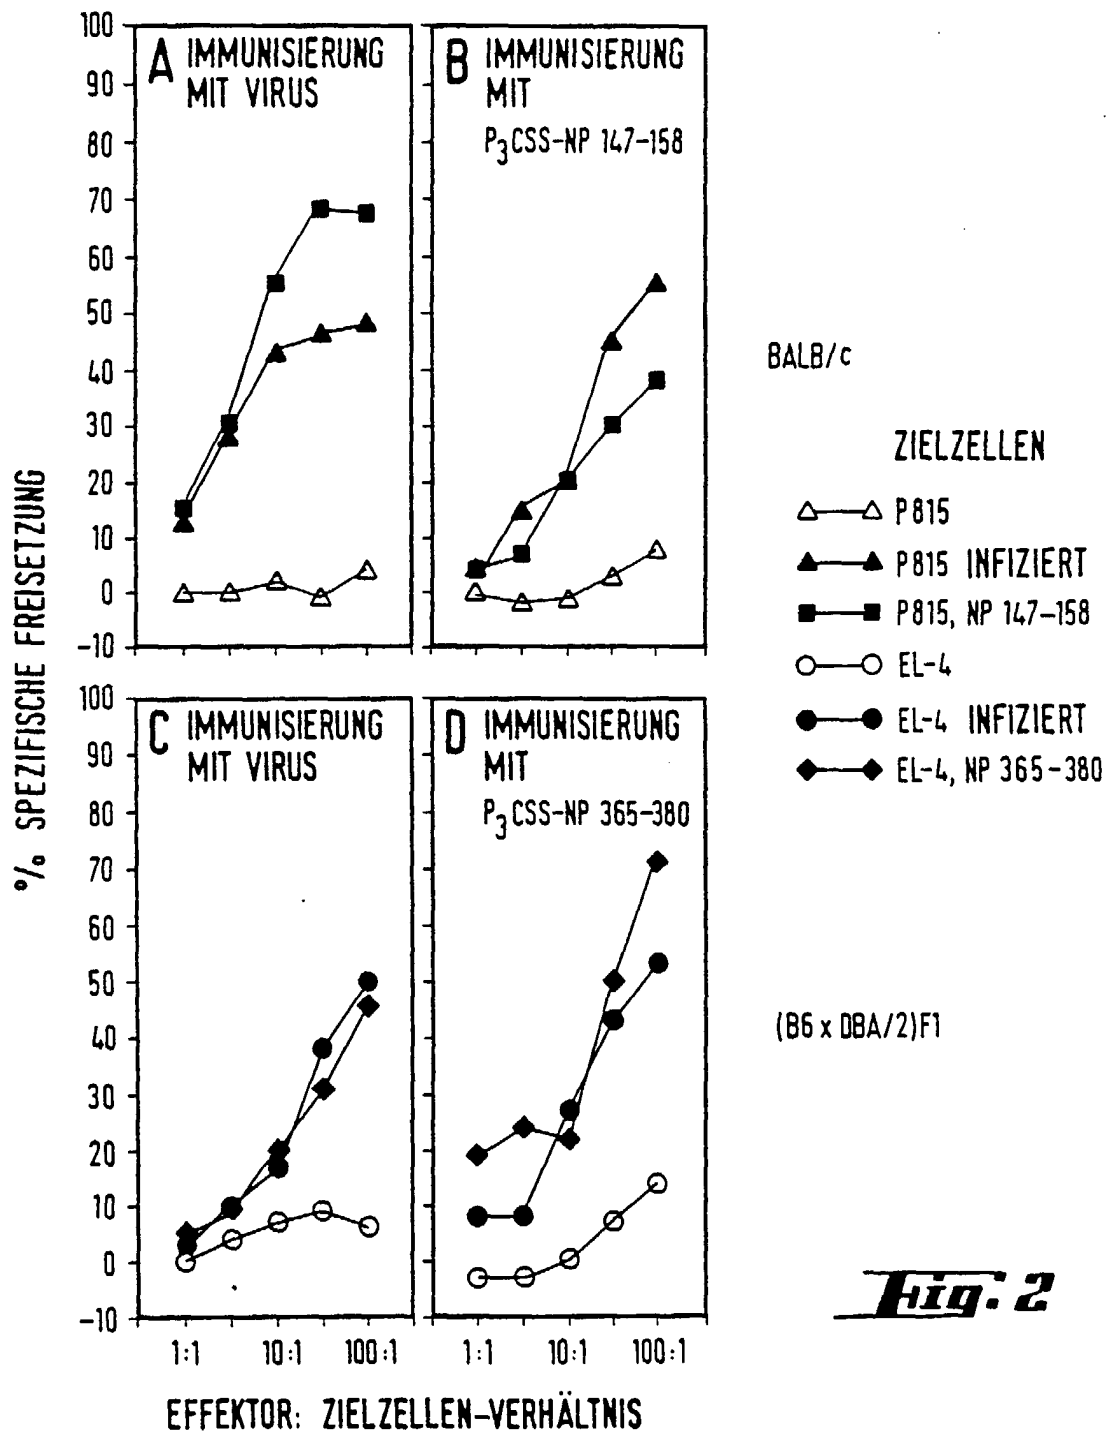 % SPEZIFISCHE FREISETZUNG
100
90
80
70
60
50
40
30
20
10
0
-10
A IMMUNISIERUNG
MIT VIRUS
B IMMUNISIERUNG
MIT
P3CSS-NP 147-158
BALB/c
ZIELZELLEN
P815
P815 INFIZIERT
P815, NP 147-158
EL-4
EL-4 INFIZIERT
EL-4, NP 365-380
100
90
80
70
60
50
40
30
20
10
0
-10
C IMMUNISIERUNG
MIT VIRUS
D IMMUNISIERUNG
MIT
P3CSS-NP 365-380
(B6 x DBA/2)F1
1:1 10:1 100:1
1:1 10:1 100:1
EFFEKTOR: ZIELZELLEN-VERHÄLTNIS
Fig: 2